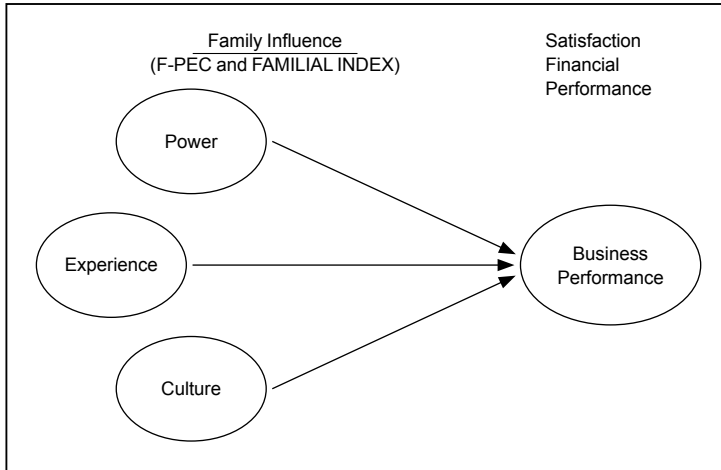 Family Influence
(F-PEC and FAMILIAL INDEX)
Satisfaction
Financial
Performance
Power
Experience
Culture
Business
Performance